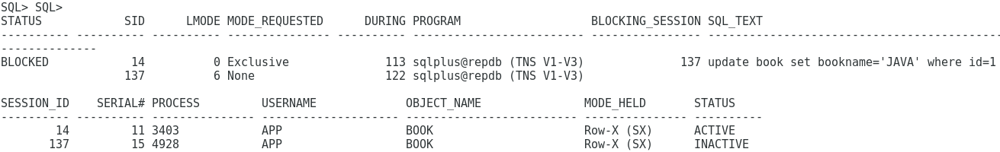 SQL> SQL>
STATUS            SID      LMODE MODE_REQUESTED      DURING PROGRAM                   BLOCKING_SESSION SQL_TEXT
---------- ---------- ---------- --------------- ---------- ------------------------- ---------------- -------------------------------------------
--------------
BLOCKED            14          0 Exclusive              113 sqlplus@repdb (TNS V1-V3)              137 update book set bookname='JAVA' where id=1
                  137          6 None                   122 sqlplus@repdb (TNS V1-V3)
SESSION_ID    SERIAL# PROCESS         USERNAME             OBJECT_NAME               MODE_HELD       STATUS
---------- ---------- --------------- -------------------- ------------------------- --------------- ----------
        14         11 3403            APP                  BOOK                      Row-X (SX)      ACTIVE
       137         15 4928            APP                  BOOK                      Row-X (SX)      INACTIVE